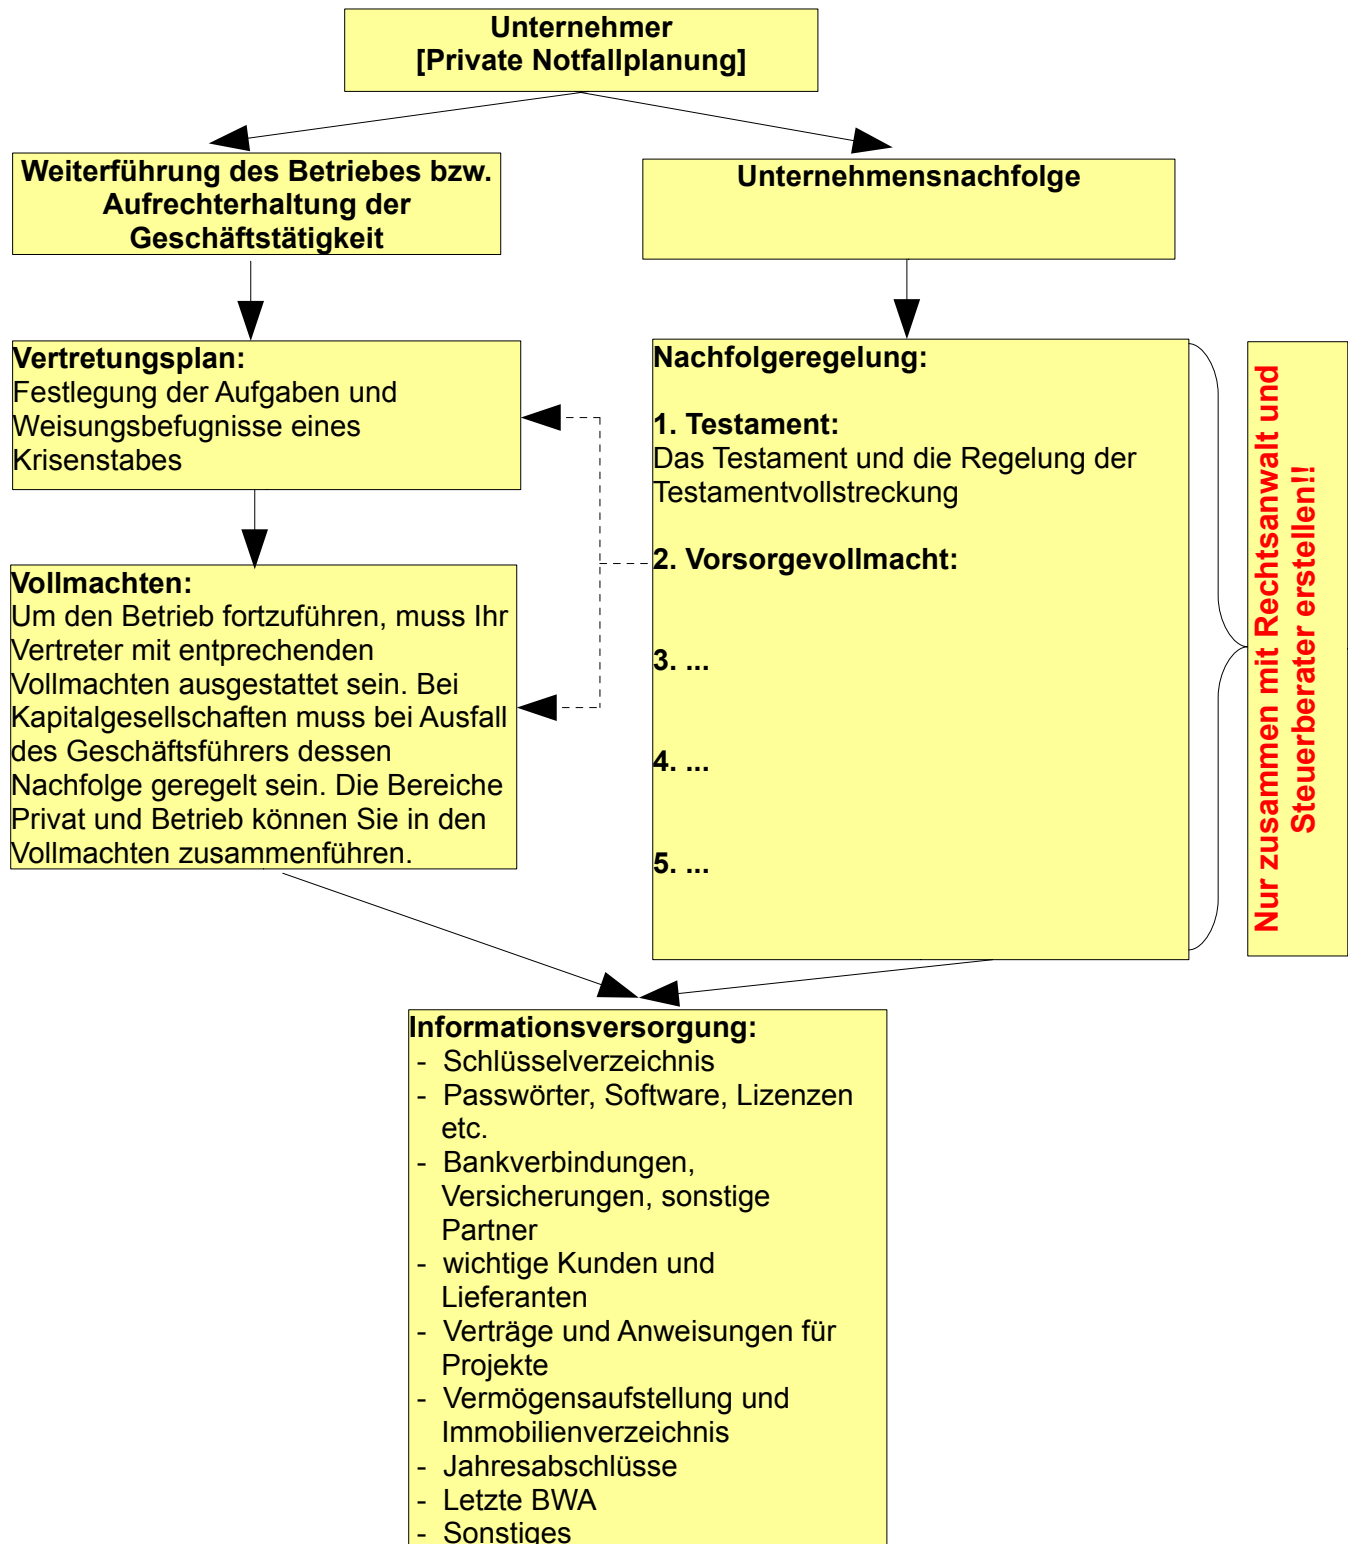 Unternehmer
[Private Notfallplanung]
Weiterführung des Betriebes bzw.
Aufrechterhaltung der
Geschäftstätigkeit
Unternehmensnachfolge
Vertretungsplan:
Festlegung der Aufgaben und
Weisungsbefugnisse eines
Krisenstabes
Vollmachten:
Um den Betrieb fortzuführen, muss Ihr
Vertreter mit entprechenden
Vollmachten ausgestattet sein. Bei
Kapitalgesellschaften muss bei Ausfall
des Geschäftsführers dessen
Nachfolge geregelt sein. Die Bereiche
Privat und Betrieb können Sie in den
Vollmachten zusammenführen.
Nachfolgeregelung:
1. Testament:
Das Testament und die Regelung der
Testamentvollstreckung
2. Vorsorgevollmacht:
3. ...
4. ...
5. ...
Nur zusammen mit Rechtsanwalt und
Steuerberater erstellen!!
Informationsversorgung:
- Schlüsselverzeichnis
- Passwörter, Software, Lizenzen
etc.
- Bankverbindungen,
Versicherungen, sonstige
Partner
- wichtige Kunden und
Lieferanten
- Verträge und Anweisungen für
Projekte
- Vermögensaufstellung und
Immobilienverzeichnis
- Jahresabschlüsse
- Letzte BWA
- Sonstiges